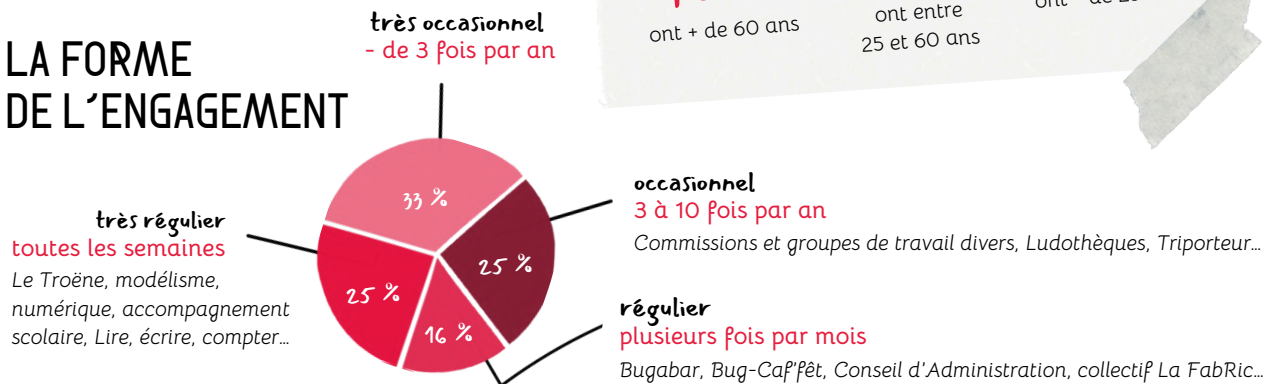 ont + de 60 ans
ont entre
25 et 60 ans
LA FORME
DE L'ENGAGEMENT
très occasionnel
- de 3 fois par an
33 %
25 %
16 %
25 %
très régulier
toutes les semaines
Le Troëne, modélisme,
numérique, accompagnement
scolaire, Lire, écrire, compter...
occasionnel
3 à 10 fois par an
Commissions et groupes de travail divers, Ludothèques, Triporteur...
régulier
plusieurs fois par mois
Bugabar, Bug-Caf'fêt, Conseil d'Administration, collectif La FabRic...